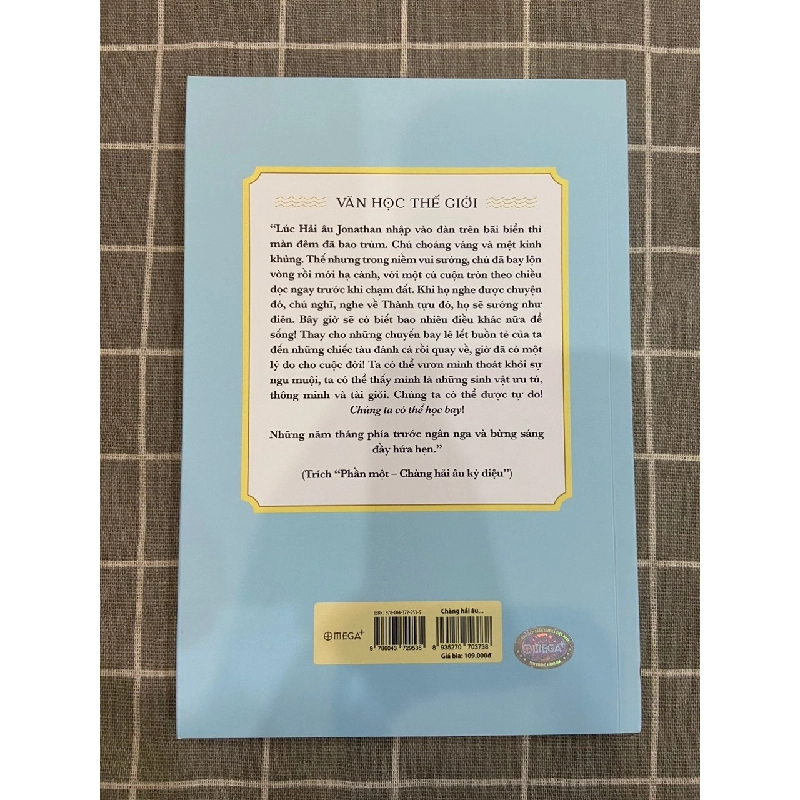 VĂN HỌC THẾ GIỚI
“Lúc Hải âu Jonathan nhập vào đàn trên bãi biển thì
màn đêm đã bao trùm. Chú choáng váng và mệt kinh
khủng. Thế nhưng trong niềm vui sướng, chú đã bay lộn
vòng rồi mới hạ cánh, với một cú cuộn tròn theo chiều
dọc ngay trước khi chạm đất. Khi họ nghe được chuyện
đó, chú nghĩ, nghe về Thành tựu đó, họ sẽ sướng như
điên. Bây giờ sẽ có biết bao nhiêu điều khác nữa để
sống! Thay cho những chuyến bay lê lết buồn tẻ của ta
đến những chiếc tàu đánh cá rồi quay về, giờ đã có một
lý do cho cuộc đời! Ta có thể vươn mình thoát khỏi sự
ngu muội, ta có thể thấy mình là những sinh vật ưu tú,
thông minh và tài giỏi. Chúng ta có thể được tự do!
Chúng ta có thể học bay!
Những năm tháng phía trước ngân nga và bừng sáng
đầy hứa hẹn.”
(Trích “Phần một – Chàng hải âu kỳ diệu”)
Chàng hải âu...
OMEGA+
8 936270 703738
Giá bìa: 109.000đ
OMEGA+